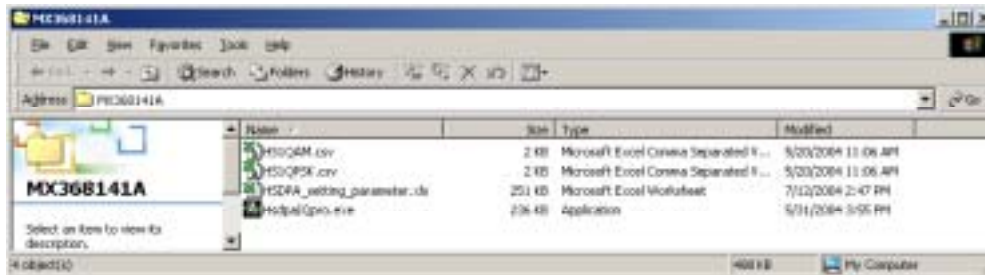 MX368141A
File Edit View Favorites Tools Help
Search Folders History
Address MX368141A Go
Name Size Type Modified
HS1QAM.csv 2 KB Microsoft Excel Comma Separated V... 5/20/2004 11:06 AM
HS1QPSK.csv 2 KB Microsoft Excel Comma Separated V... 5/20/2004 11:06 AM
HSDPA_setting_parameter.xls 251 KB Microsoft Excel Worksheet 7/12/2004 2:47 PM
HsdpaIQpro.exe 236 KB Application 5/31/2004 3:55 PM
MX368141A
Select an item to view its
description.
4 object(s) 488 KB My Computer